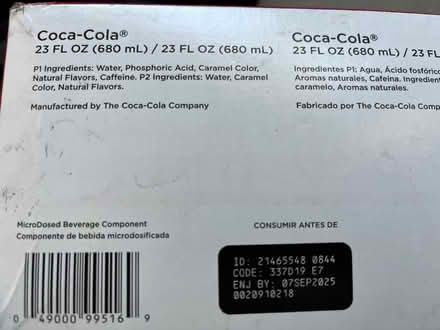 Coca-Cola®
23 FL OZ (680 mL) / 23 FL OZ (680 mL)
P1 Ingredients: Water, Phosphoric Acid, Caramel Color,
Natural Flavors, Caffeine. P2 Ingredients: Water, Caramel
Color, Natural Flavors.
Manufactured by The Coca-Cola Company
Coca-Cola®
23 FL OZ (680 mL) / 23 FL
Ingredientes P1: Agua, Ácido fosfóric
Aromas naturales, Cafeina. Ingredient
caramelo, Aromas naturales.
Fabricado por The Coca-Cola Comp
MicroDosed Beverage Component
Componente de bebida microdosificada
0 49000 99516 9
CONSUMIR ANTES DE
ID: 21465548 0844
CODE: 337D19 E7
ENJ BY: 07SEP2025
0020910218